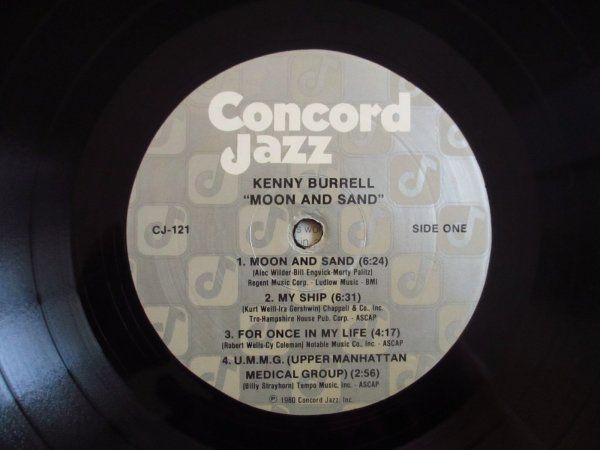 Concord
Jazz
KENNY BURRELL
"MOON AND SAND"
CJ-121
SIDE ONE
1. MOON AND SAND (6:24)
(Alec Wilder-Bill Engvick-Morty Palitz)
Regent Music Corp. - Ludlow Music - BMI
2. MY SHIP (6:31)
(Kurt Weill-Ira Gershwin) Chappell & Co., Inc.
Tro-Hampshire House Pub. Corp. - ASCAP
3. FOR ONCE IN MY LIFE (4:17)
(Robert Wells-Cy Coleman) Notable Music Co., Inc. - ASCAP
4. U.M.M.G. (UPPER MANHATTAN
MEDICAL GROUP) (2:56)
(Billy Strayhorn) Tempo Music, Inc. - ASCAP
℗ 1980 Concord Jazz, Inc.